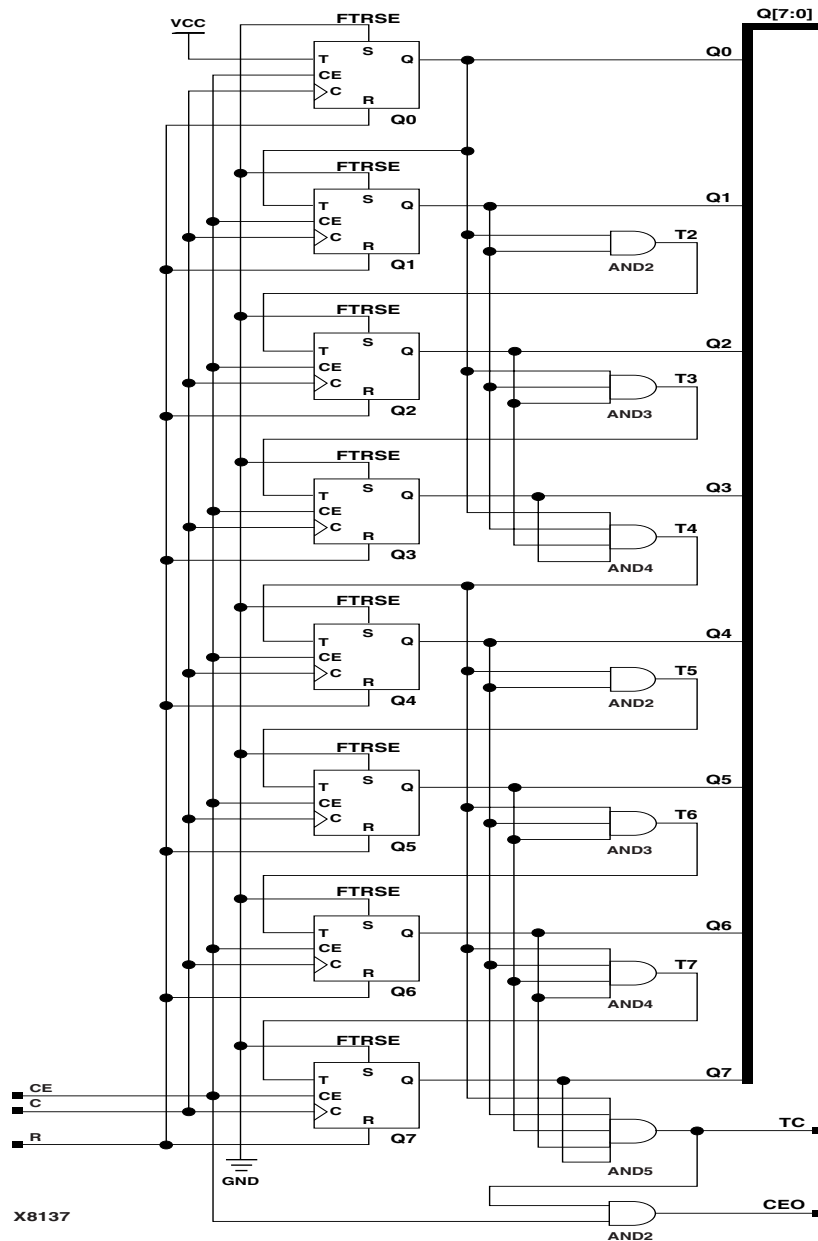 Q[7:0]
VCC
FTRSE
S
T Q Q0
CE
C
R
Q0
FTRSE
S
T Q Q1
CE
C
R
Q1
T2
AND2
FTRSE
S
T Q Q2
CE
C
R
Q2
T3
AND3
FTRSE
S
T Q Q3
CE
C
R
Q3
T4
AND4
FTRSE
S
T Q Q4
CE
C
R
Q4
T5
AND2
FTRSE
S
T Q Q5
CE
C
R
Q5
T6
AND3
FTRSE
S
T Q Q6
CE
C
R
Q6
T7
AND4
FTRSE
S
T Q Q7
CE CE
C C
R
R Q7
TC
AND5
GND
CEO
X8137
AND2